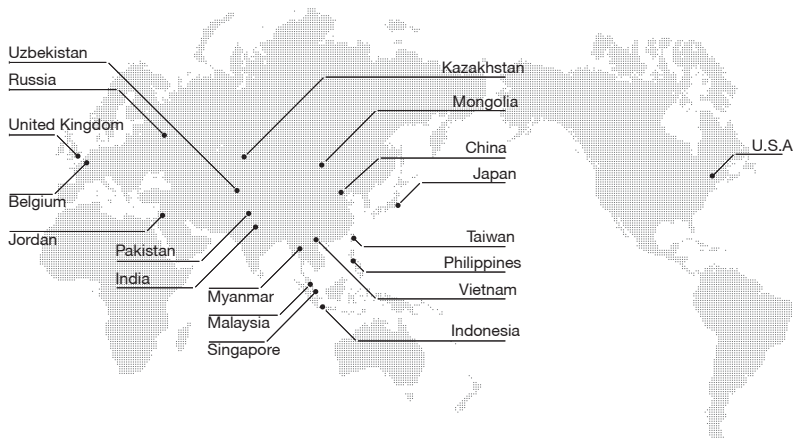 Uzbekistan
Russia
United Kingdom
Belgium
Jordan
Pakistan
India
Myanmar
Malaysia
Singapore
Kazakhstan
Mongolia
China
Japan
Taiwan
Philippines
Vietnam
Indonesia
U.S.A